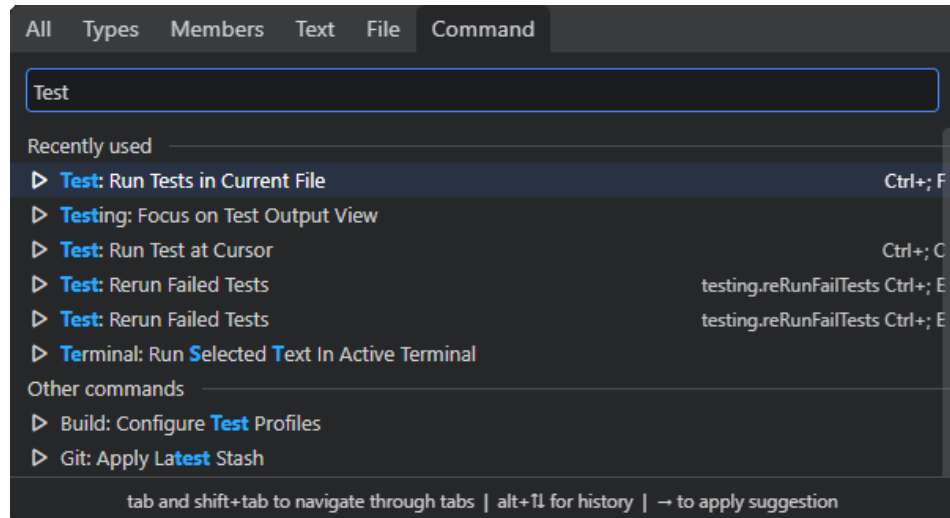 All Types Members Text File Command
Test
Recently used
Test: Run Tests in Current File Ctrl+; F
Testing: Focus on Test Output View
Test: Run Test at Cursor Ctrl+; C
Test: Rerun Failed Tests testing.reRunFailTests Ctrl+; E
Test: Rerun Failed Tests testing.reRunFailTests Ctrl+; E
Terminal: Run Selected Text In Active Terminal
Other commands
Build: Configure Test Profiles
Git: Apply Latest Stash
tab and shift+tab to navigate through tabs | alt+⇅ for history | → to apply suggestion